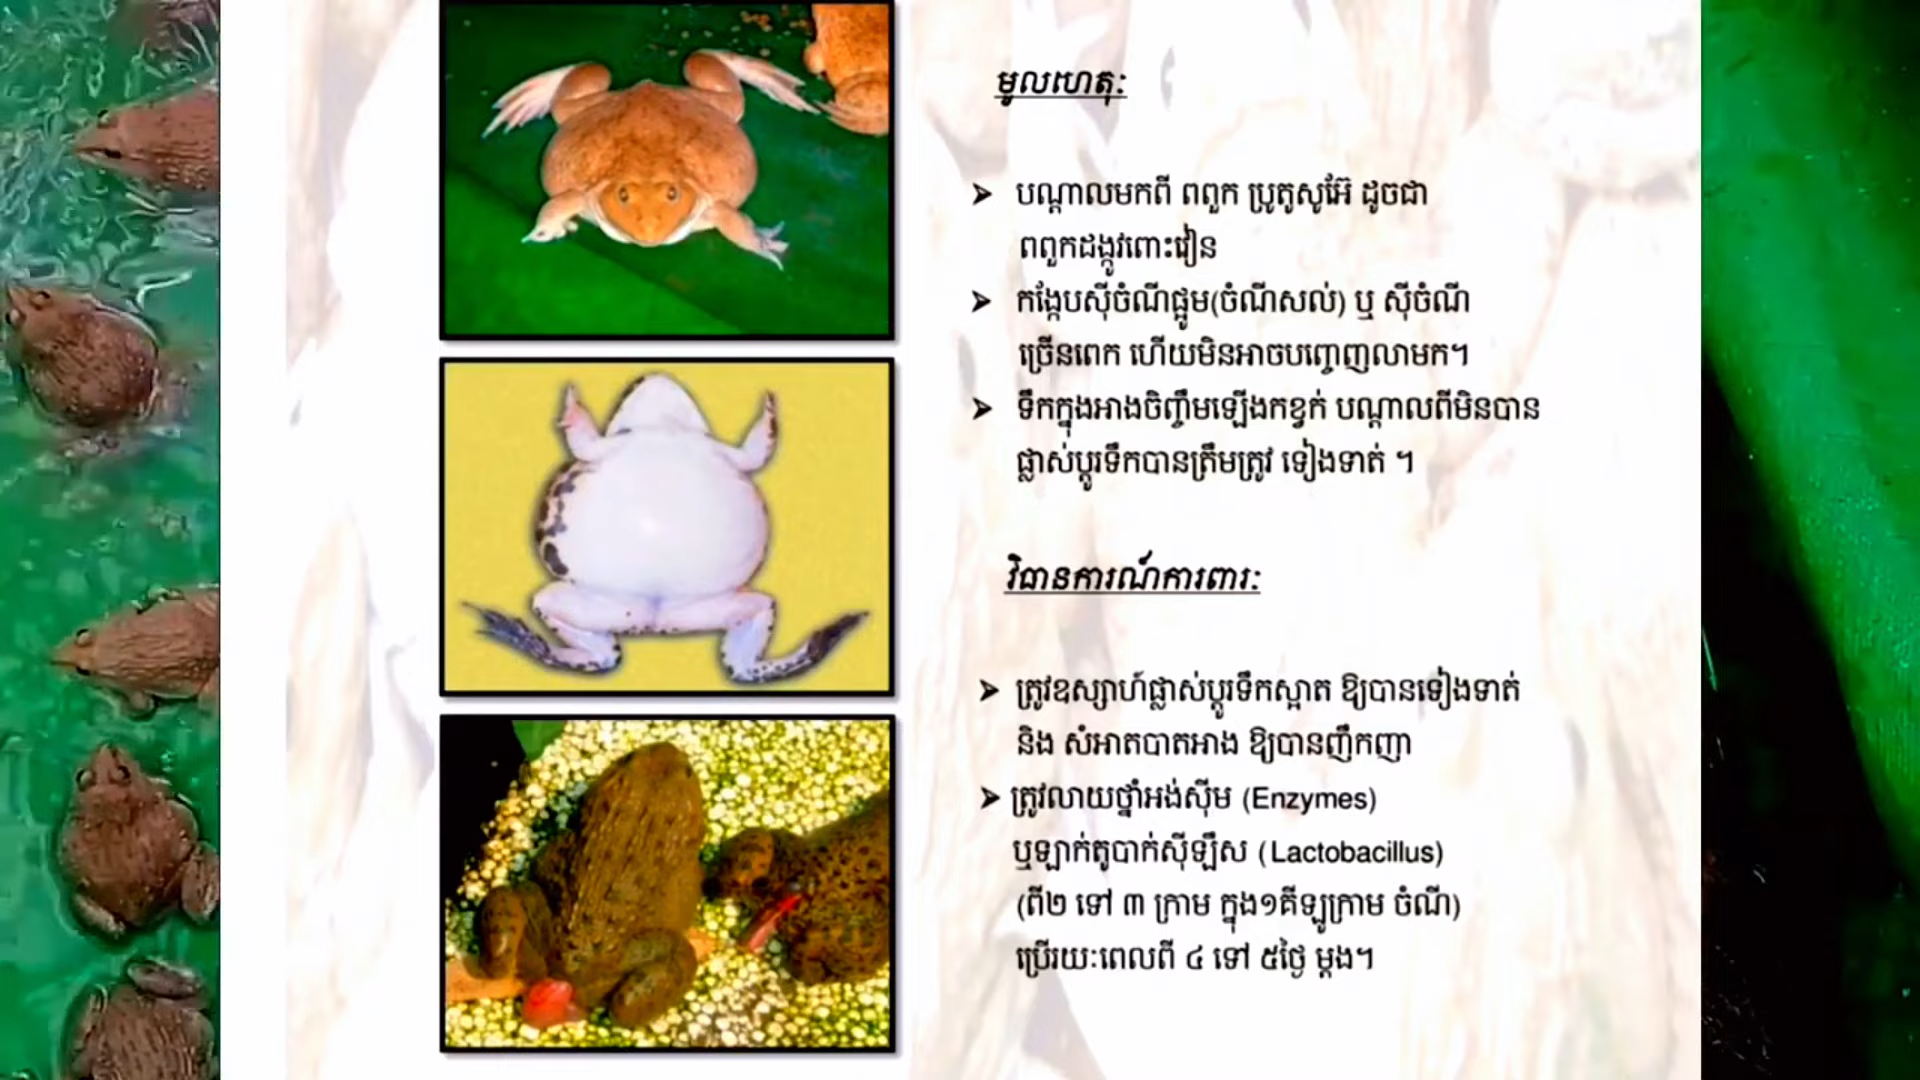 មូលហេតុ:
➤ បណ្ដាលមកពី ពពួក ប្រូតូសូអ៊ែ ដូចជា
ពពួកដង្កូវពោះវៀន
➤ កង្កែបស៊ីចំណីផ្អូម(ចំណីសល់) ឬ ស៊ីចំណី
ច្រើនពេក ហើយមិនអាចបញ្ចេញលាមក។
➤ ទឹកក្នុងអាងចិញ្ចឹមឡើងកខ្វក់ បណ្ដាលពីមិនបាន
ផ្លាស់ប្ដូរទឹកបានត្រឹមត្រូវ ទៀងទាត់ ។
វិធានការណ៍ការពារ:
➤ ត្រូវឧស្សាហ៍ផ្លាស់ប្ដូរទឹកស្អាត ឱ្យបានទៀងទាត់
និង សំអាតបាតអាង ឱ្យបានញឹកញា
➤ ត្រូវលាយថ្នាំអង់ស៊ីម (Enzymes)
ឬឡាក់តូបាក់ស៊ីឡឹស (Lactobacillus)
(ពី២ ទៅ ៣ ក្រាម ក្នុង១គីឡូក្រាម ចំណី)
ប្រើរយ:ពេលពី ៤ ទៅ ៥ថ្ងៃ ម្ដង។